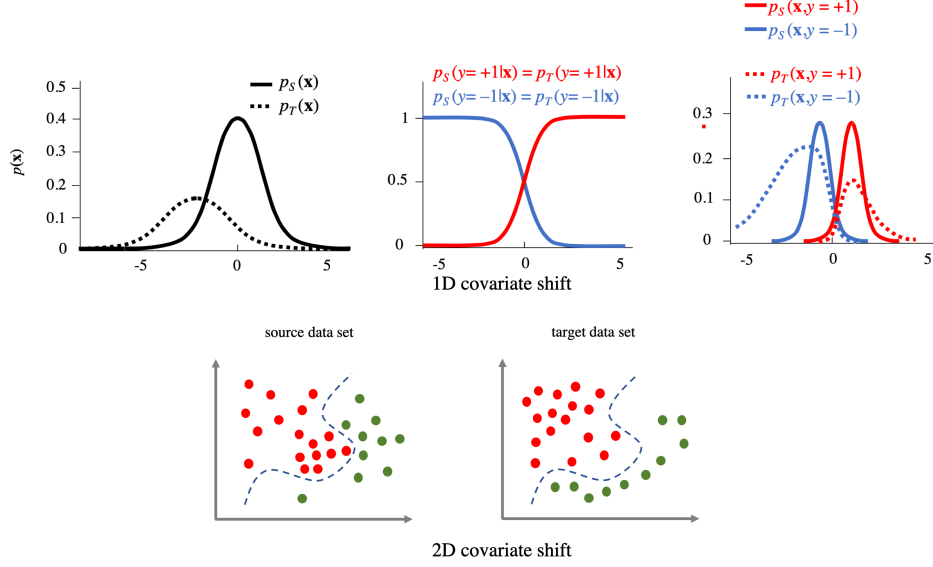 p_S(x,y = +1)
p_S(x,y = −1)
p_S(x)
p_T(x)
p_S(y= +1|x) = p_T(y= +1|x)
p_S(y= −1|x) = p_T(y= −1|x)
p_T(x,y = +1)
p_T(x,y = −1)
p(x)
0.5
0.4
0.3
0.2
0.1
0
-5
0
5
1
0.5
0
-5
0
5
0.3
0.2
0.1
0
-5
0
5
1D covariate shift
source data set
target data set
2D covariate shift